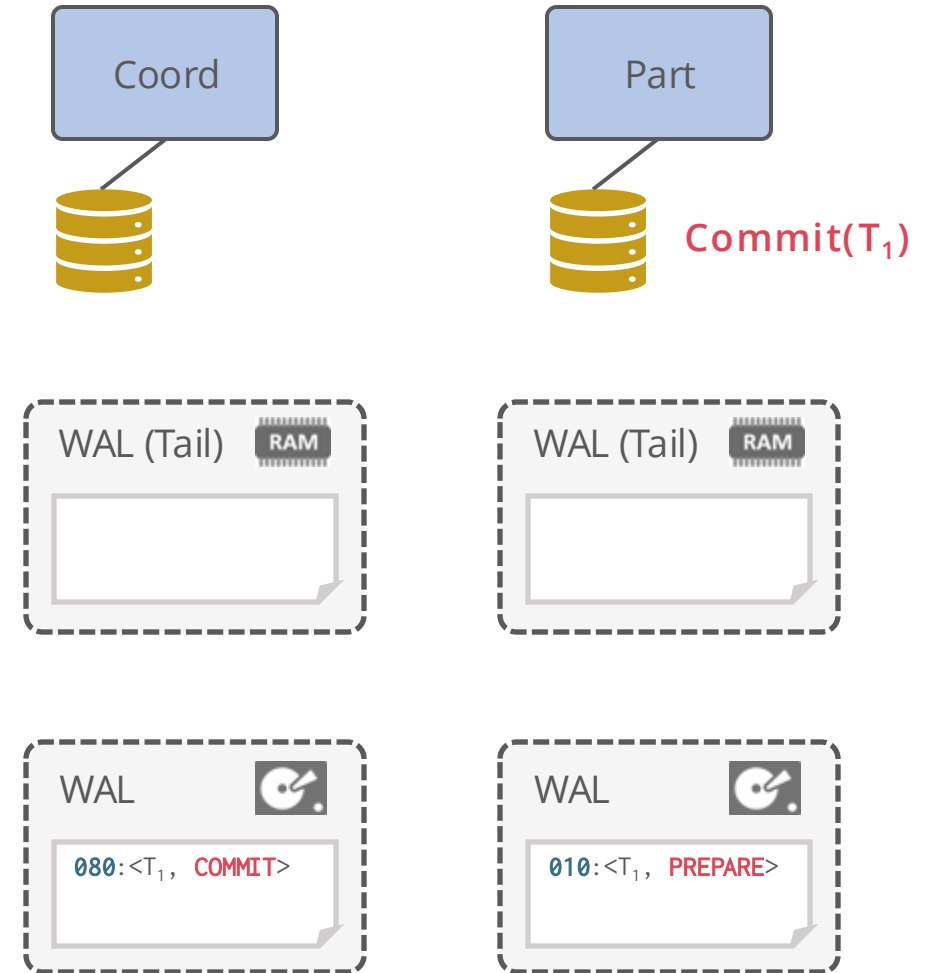 Coord
Part
Commit(T₁)
WAL (Tail) RAM
WAL (Tail) RAM
WAL
WAL
080:<T₁, COMMIT>
010:<T₁, PREPARE>